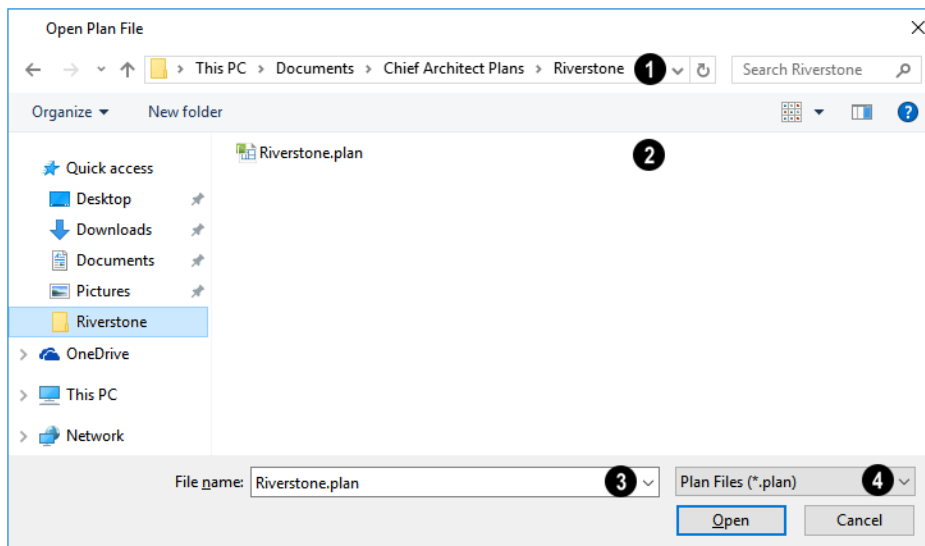 Open Plan File
This PC > Documents > Chief Architect Plans > Riverstone 1 Search Riverstone
Organize New folder ?
Riverstone.plan 2
Quick access
Desktop
Downloads
Documents
Pictures
Riverstone
OneDrive
This PC
Network
File name: Riverstone.plan 3 Plan Files (*.plan) 4
Open Cancel